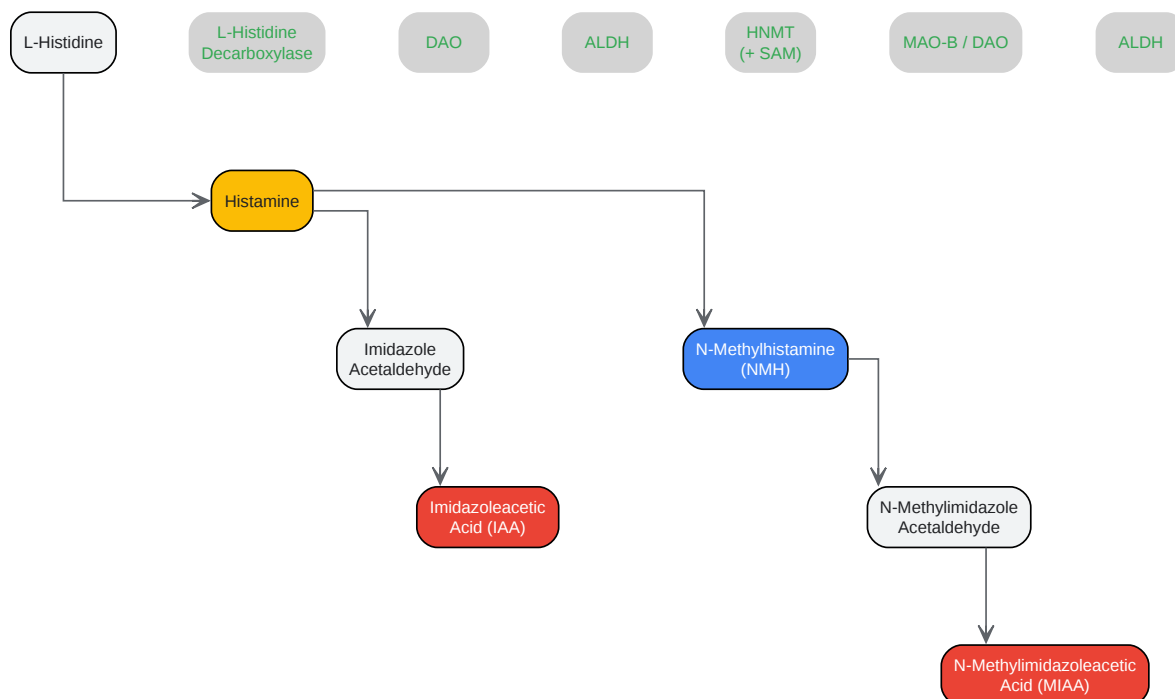 L-Histidine
L-Histidine
Decarboxylase
DAO
ALDH
HNMT
(+ SAM)
MAO-B / DAO
ALDH
Histamine
Imidazole
Acetaldehyde
N-Methylhistamine
(NMH)
Imidazoleacetic
Acid (IAA)
N-Methylimidazole
Acetaldehyde
N-Methylimidazoleacetic
Acid (MIAA)